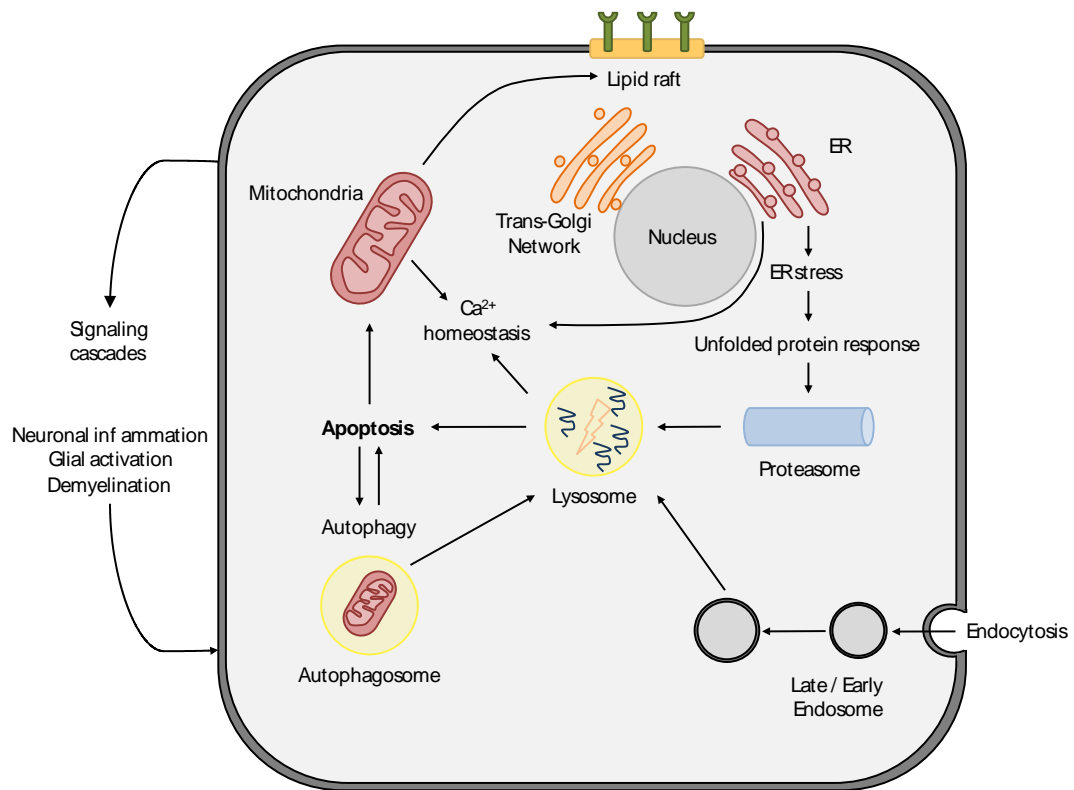 Lipid raft
ER
Mitochondria
Trans-Golgi
Network
Nucleus
ER stress
Ca²⁺
homeostasis
Signaling
cascades
Unfolded protein response
Neuronal inf ammation
Glial activation
Demyelination
Apoptosis
Proteasome
Lysosome
Autophagy
Endocytosis
Autophagosome
Late / Early
Endosome